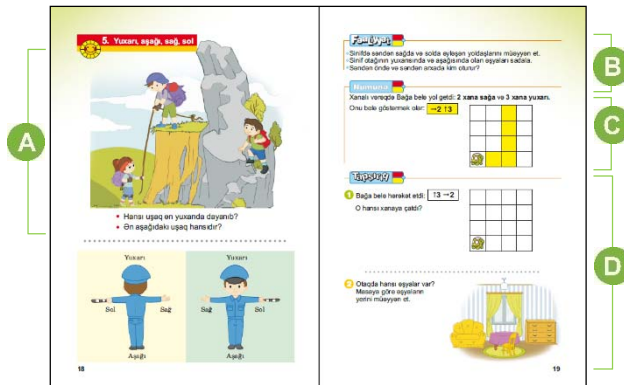 A
5. Yuxarı, aşağı, sağ, sol
• Hansı uşaq ən yuxarıda dayanıb?
• Ən aşağıdakı uşaq hansıdır?
Yuxarı
Yuxarı
Sol
Sağ
Sağ
Sol
Aşağı
Aşağı
18
Fəaliyyət
• Sinifdə səndən sağda və solda əyləşən yoldaşlarını müəyyən et.
• Sinif otağının yuxarısında və aşağısında olan əşyaları sadala.
• Səndən öndə və səndən arxada kim oturur?
B
Nümunə
Xanalı vərəqdə Bağa belə yol getdi: 2 xana sağa və 3 xana yuxarı.
Onu belə göstərmək olar: →2 ↑3
C
Tapşırıq
1 Bağa belə hərəkət etdi: ↑3 →2
O hansı xanaya çatdı?
D
2 Otaqda hansı əşyalar var?
Masaya görə əşyaların
yerini müəyyən et.
19